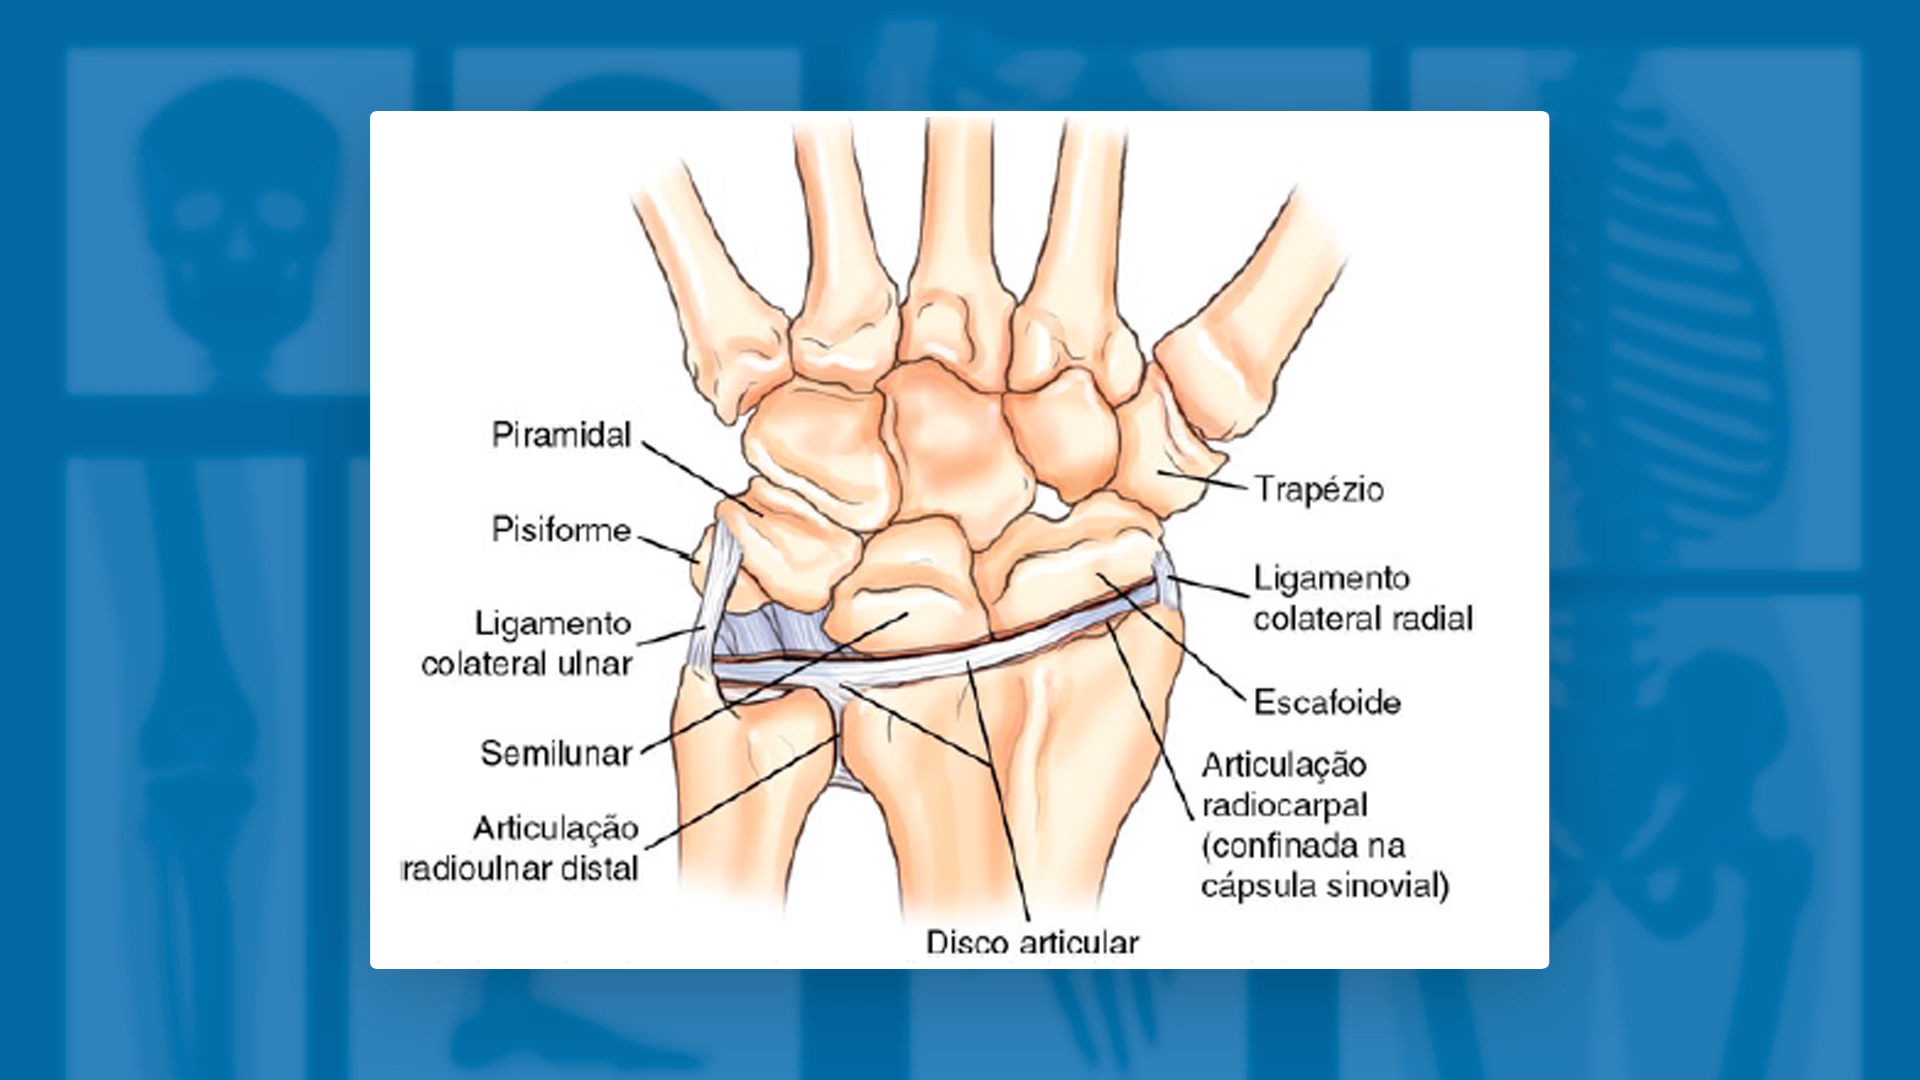 Piramidal
Pisiforme
Ligamento
colateral ulnar
Semilunar
Articulação
radioulnar distal
Trapézio
Ligamento
colateral radial
Escafoide
Articulação
radiocarpal
(confinada na
cápsula sinovial)
Disco articular